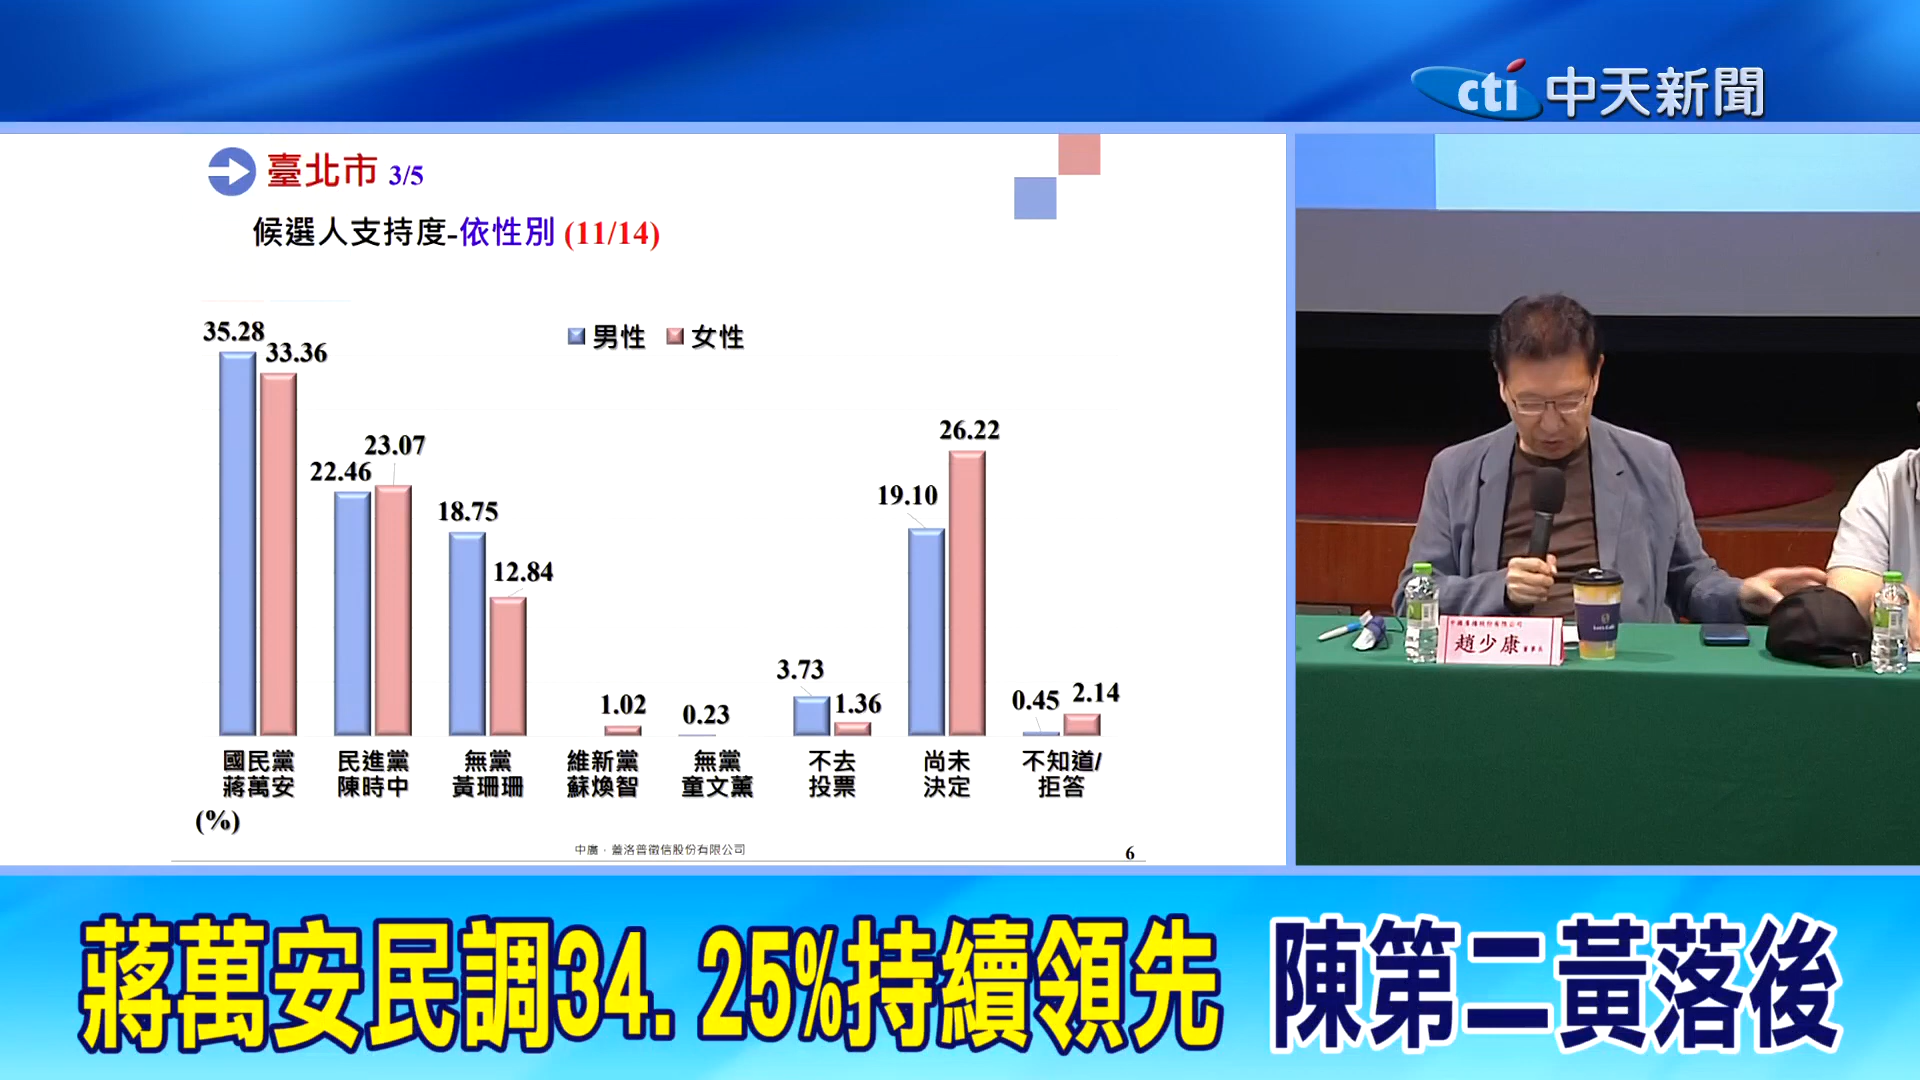 cti 中天新聞
臺北市 3/5
候選人支持度-依性別 (11/14)
男性 女性
35.28
33.36
22.46
23.07
18.75
12.84
1.02
0.23
3.73
1.36
19.10
26.22
0.45
2.14
國民黨
蔣萬安
民進黨
陳時中
無黨
黃珊珊
維新黨
蘇煥智
無黨
童文薰
不去
投票
尚未
決定
不知道/
拒答
(%)
中廣．蓋洛普徵信股份有限公司
6
趙少康
蔣萬安民調34.25%持續領先 陳第二黃落後